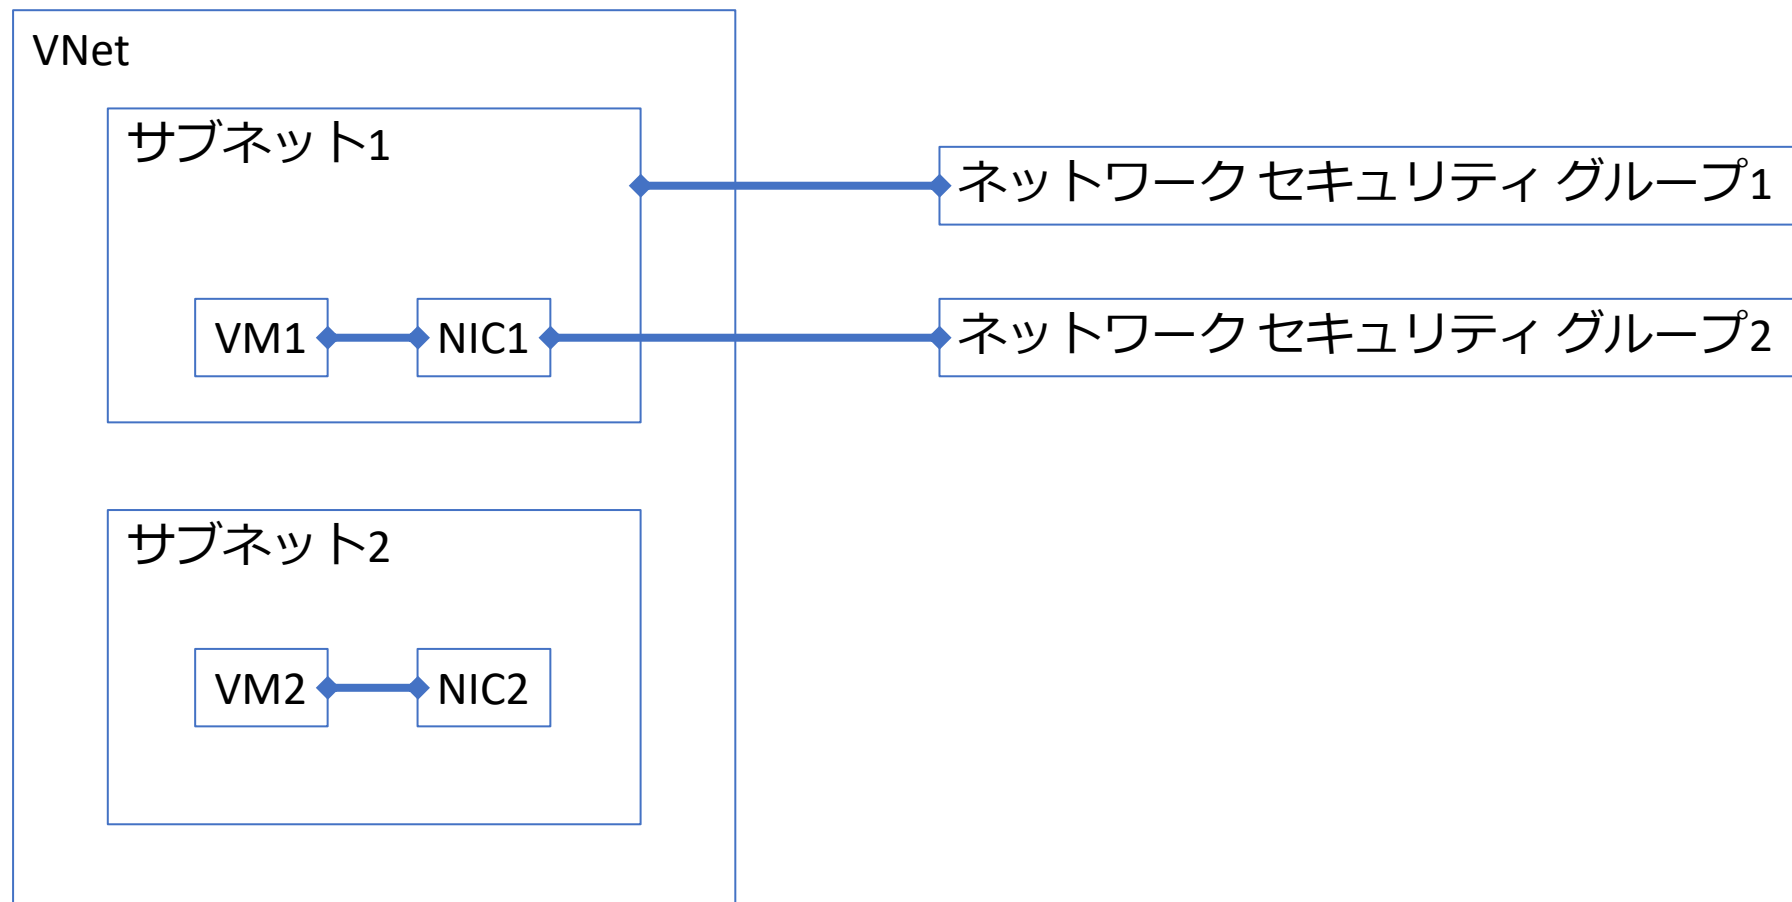 VNet
サブネット1
ネットワーク セキュリティ グループ1
VM1
NIC1
ネットワーク セキュリティ グループ2
サブネット2
VM2
NIC2